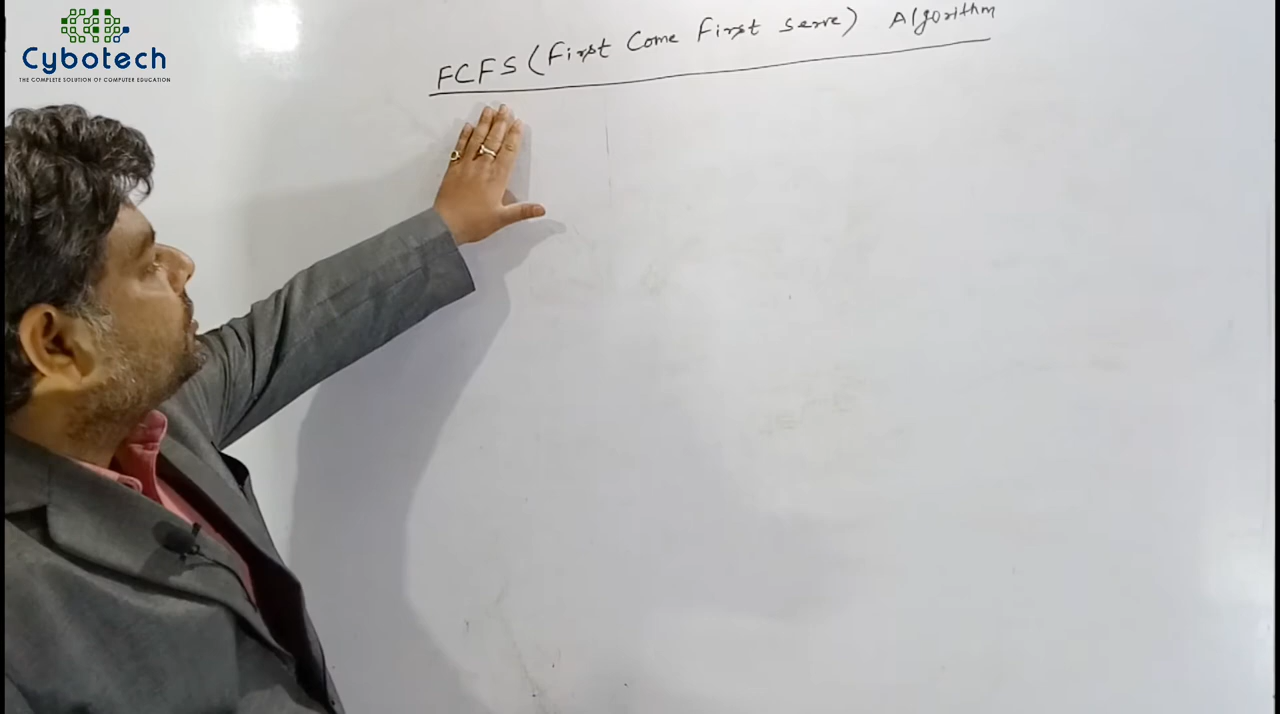 Cybotech
THE COMPLETE SOLUTION OF COMPUTER EDUCATION
FCFS (First Come First Serve) Algorithm